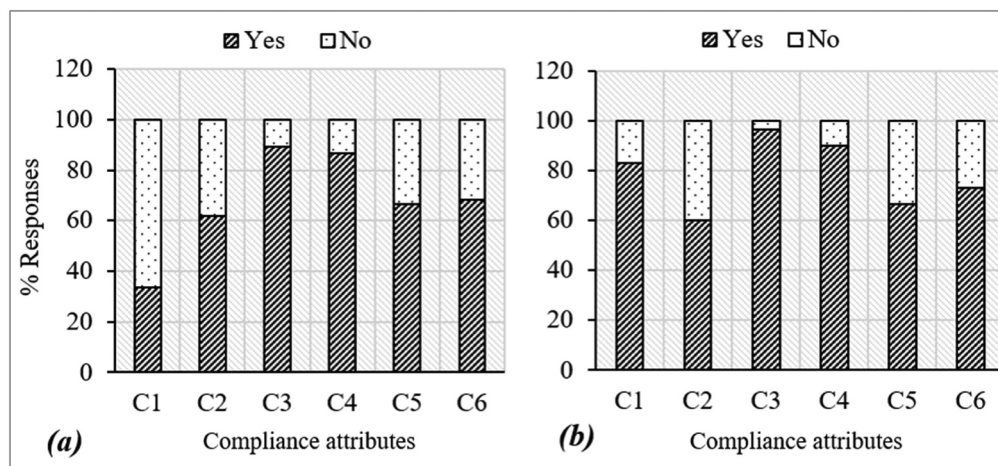 Yes No
120
100
80
60
40
20
0
% Responses
C1 C2 C3 C4 C5 C6
(a) Compliance attributes
Yes No
120
100
80
60
40
20
0
C1 C2 C3 C4 C5 C6
(b) Compliance attributes